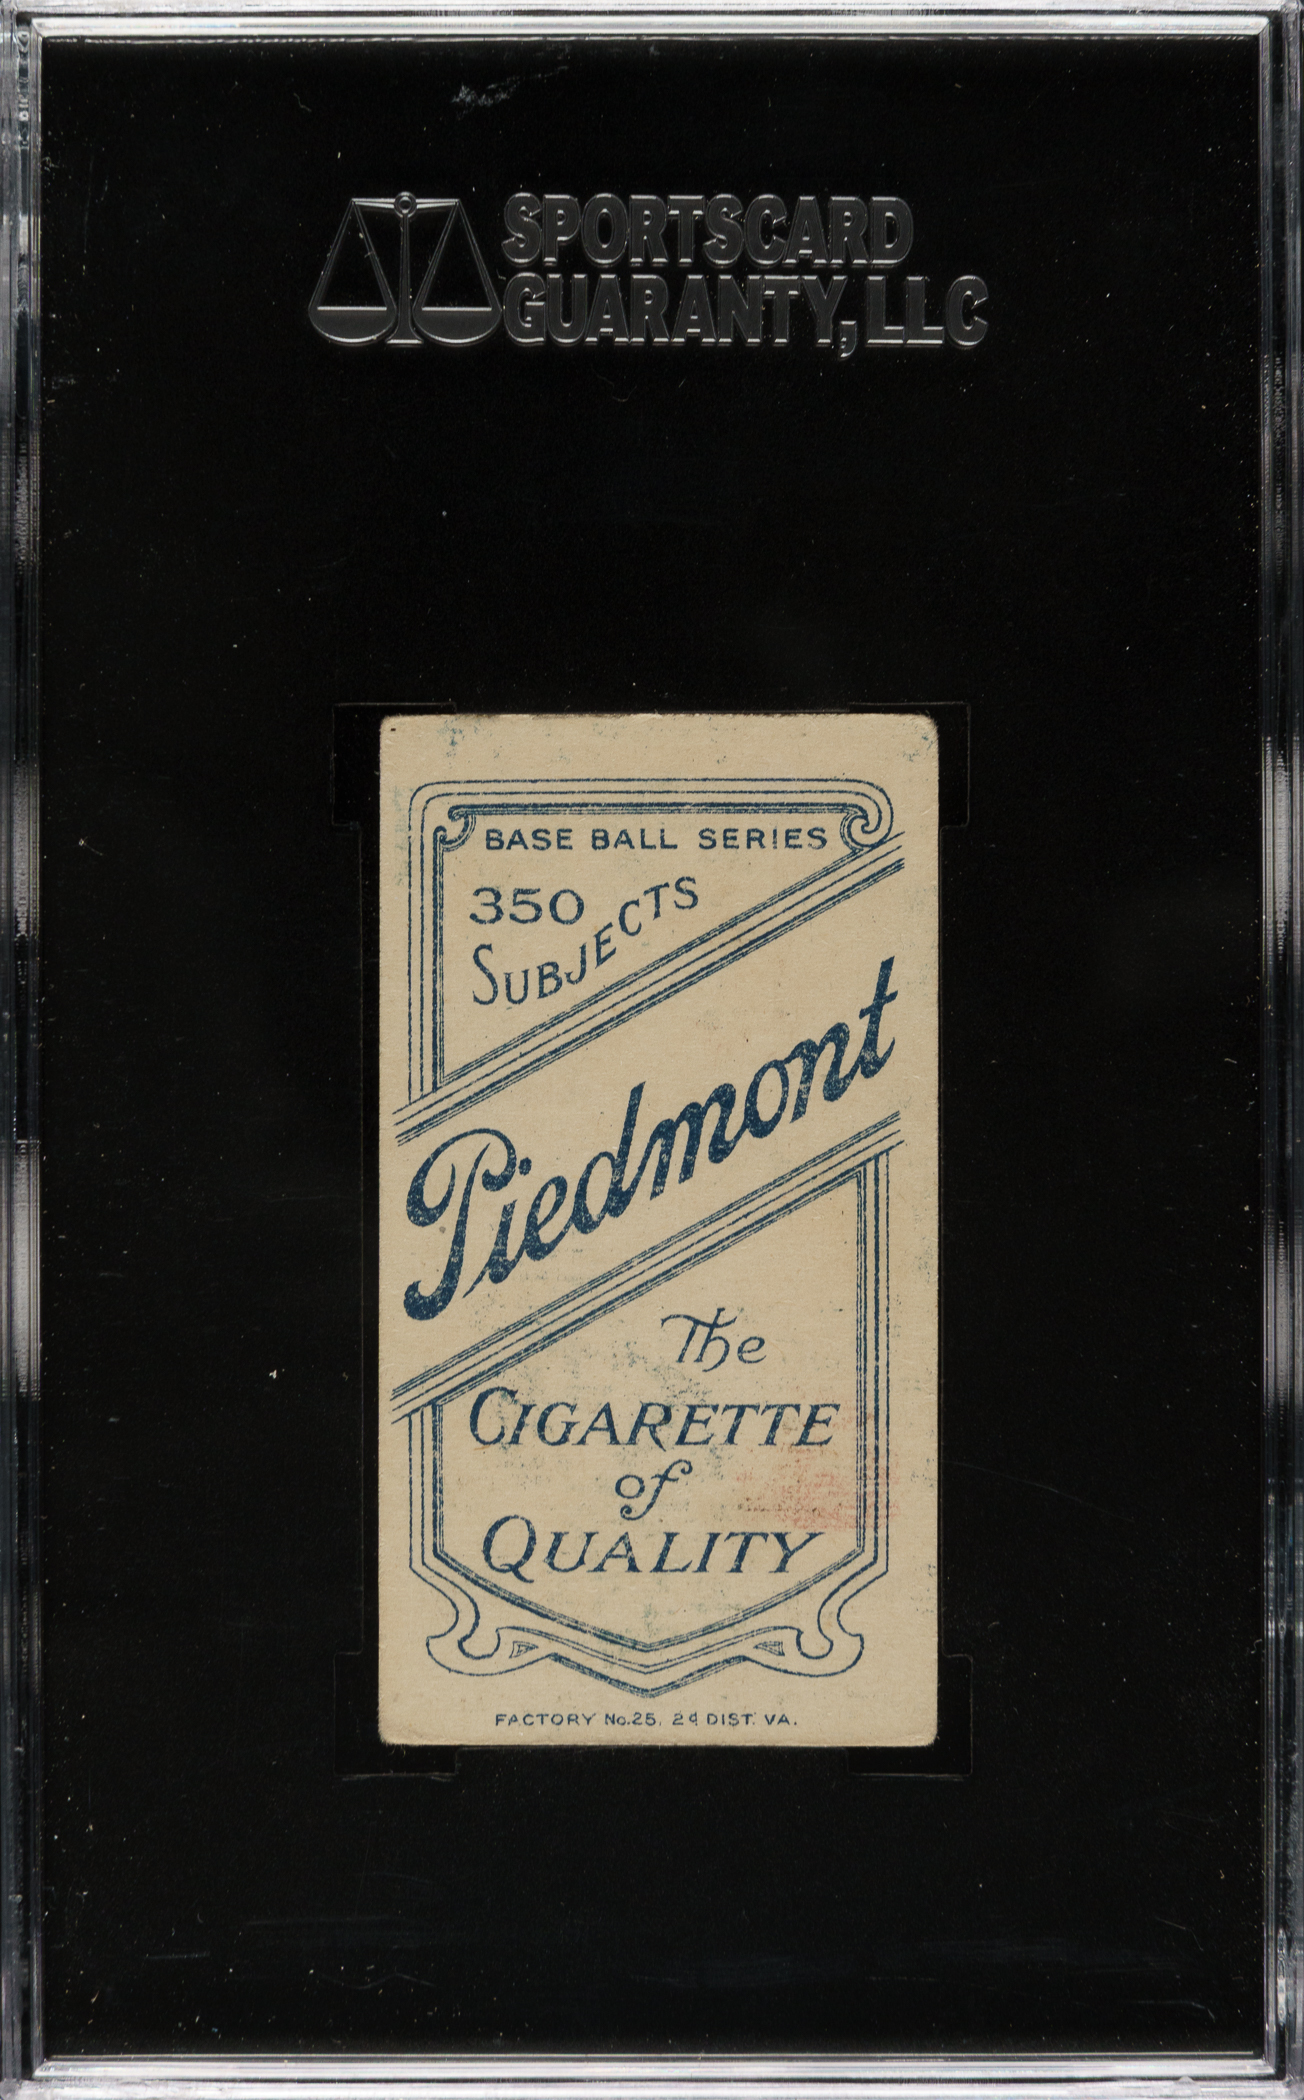 SPORTSCARD
GUARANTY, LLC
BASE BALL SERIES
350
SUBJECTS
Piedmont
The
CIGARETTE
of
QUALITY
FACTORY No. 25, 2d DIST. VA.